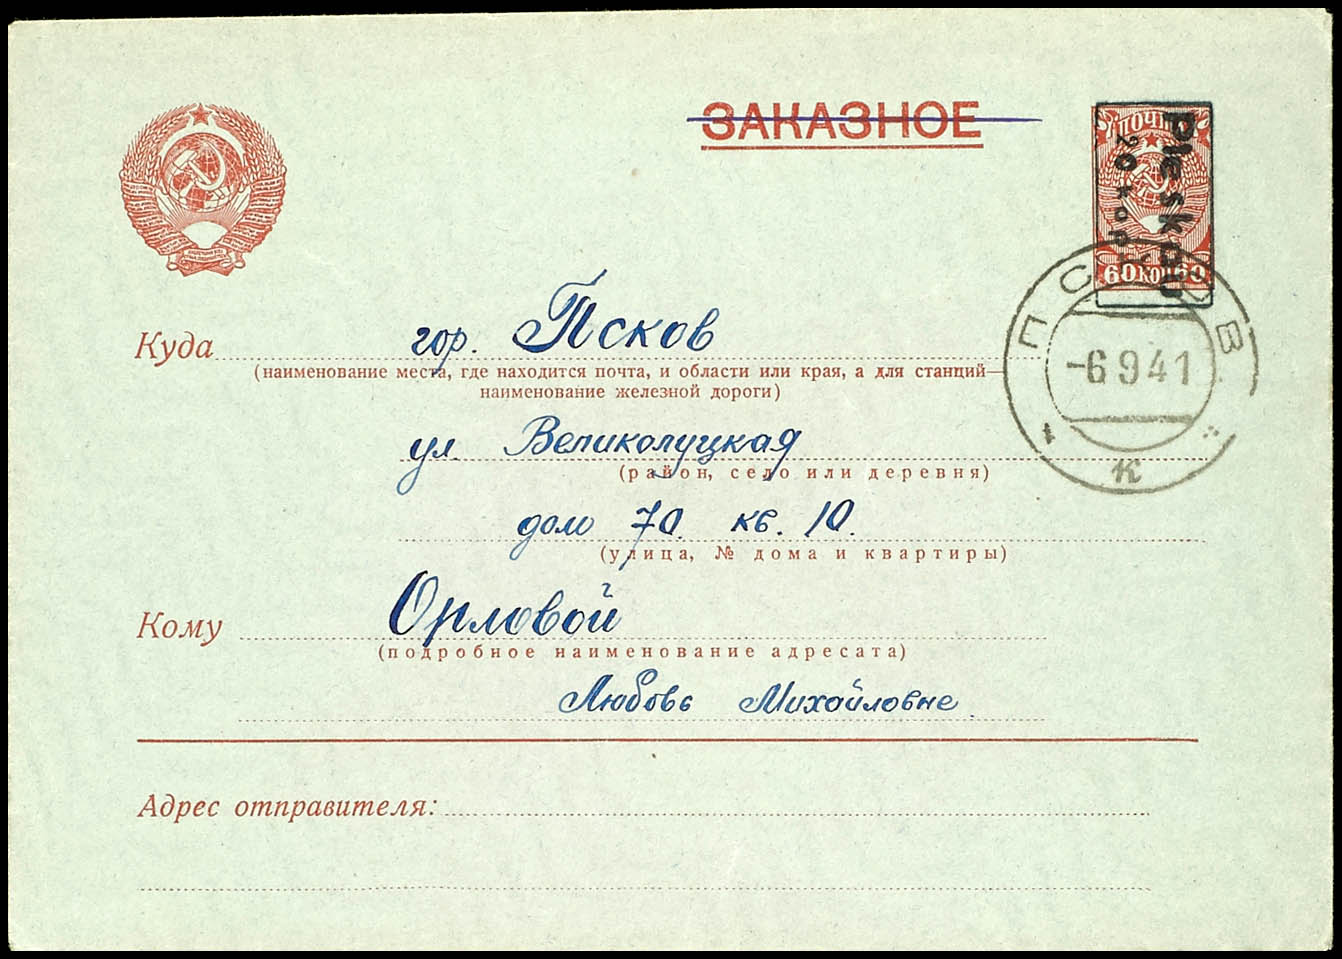 ЗАКАЗНОЕ
ПОЧТА
Pleskau
20 коп
60 КОП 60
ПСКОВ
-6 9 41
к
Куда гор. Псков
(наименование места, где находится почта, и области или края, а для станций—
наименование железной дороги)
ул. Великолуцкая
(район, село или деревня)
дом 70. кв. 10.
(улица, № дома и квартиры)
Кому Орловой
(подробное наименование адресата)
Любовь Михайловне
Адрес отправителя: